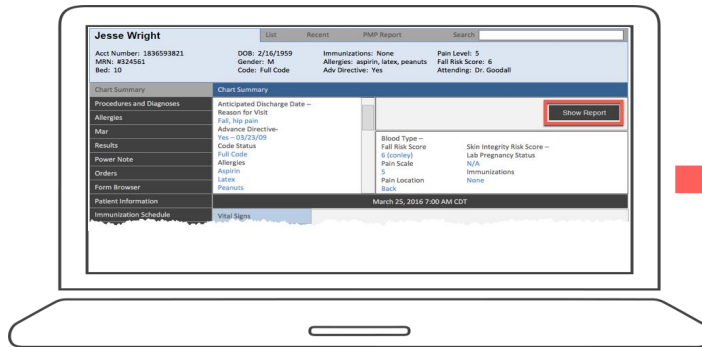 Jesse Wright
List Recent PMP Report Search
Acct Number: 1836593821 DOB: 2/16/1959 Immunizations: None Pain Level: 5
MRN: #324561 Gender: M Allergies: aspirin, latex, peanuts Fall Risk Score: 6
Bed: 10 Code: Full Code Adv Directive: Yes Attending: Dr. Goodall
Chart Summary
Procedures and Diagnoses
Allergies
Mar
Results
Power Note
Orders
Form Browser
Patient Information
Immunization Schedule
Chart Summary
Anticipated Discharge Date –
Reason for Visit
Fall, hip pain
Advance Directive-
Yes – 03/23/09
Code Status
Full Code
Allergies
Aspirin
Latex
Peanuts
Show Report
Blood Type –
Fall Risk Score
6 (conley)
Pain Scale
5
Pain Location
Back
Skin Integrity Risk Score –
Lab Pregnancy Status
N/A
Immunizations
None
March 25, 2016 7:00 AM CDT
Vital Signs